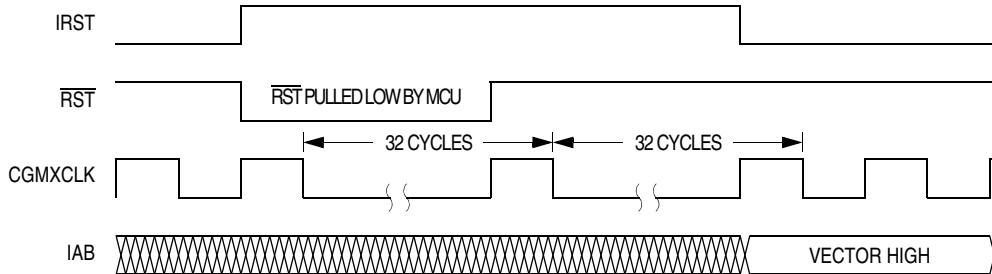 IRST
RST
RST PULLED LOW BY MCU
32 CYCLES 32 CYCLES
CGMXCLK
IAB
VECTOR HIGH